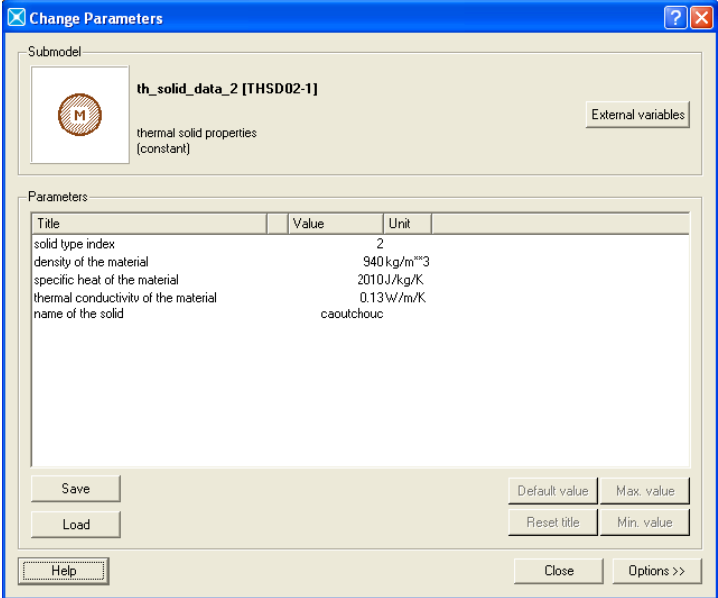 Change Parameters
Submodel
M
th_solid_data_2 [THSD02-1]
thermal solid properties
(constant)
External variables
Parameters
Title Value Unit
solid type index 2
density of the material 940 kg/m**3
specific heat of the material 2010 J/kg/K
thermal conductivity of the material 0.13 W/m/K
name of the solid caoutchouc
Save
Default value Max. value
Load
Reset title Min. value
Help
Close Options >>